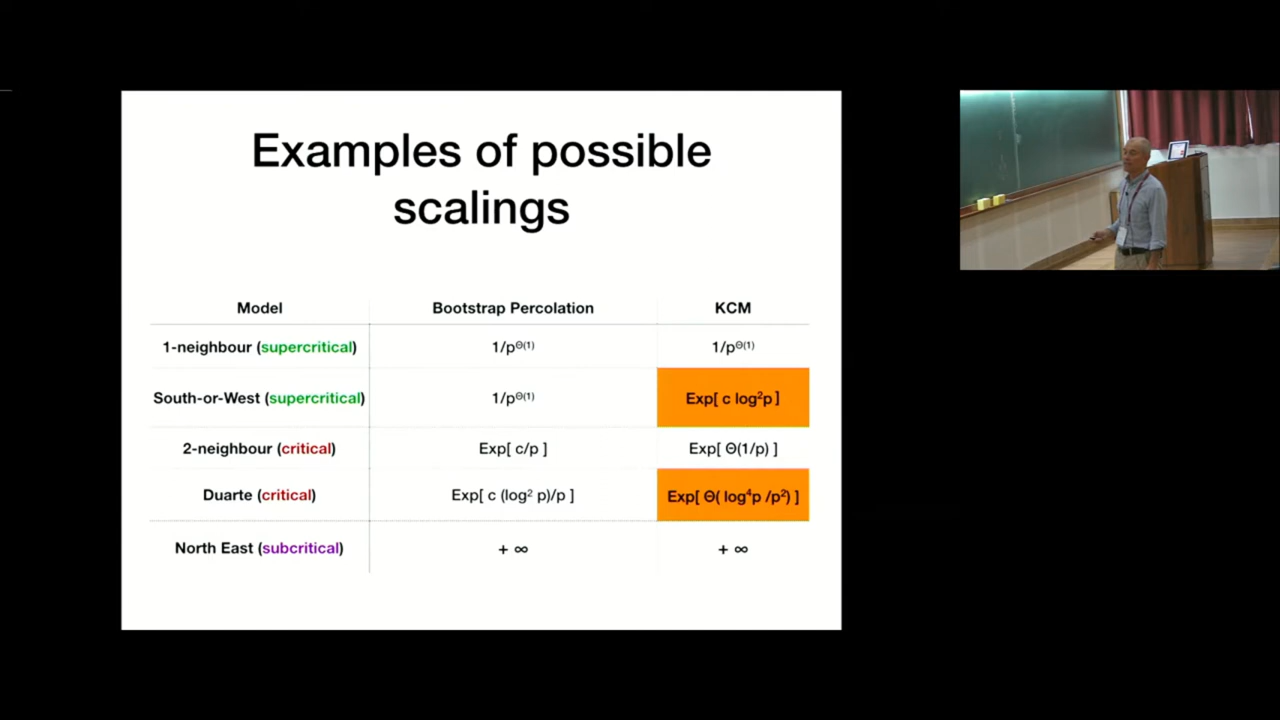 Examples of possible
scalings
Model Bootstrap Percolation KCM
1-neighbour (supercritical) 1/p^Θ(1) 1/p^Θ(1)
South-or-West (supercritical) 1/p^Θ(1) Exp[ c log²p ]
2-neighbour (critical) Exp[ c/p ] Exp[ Θ(1/p) ]
Duarte (critical) Exp[ c (log² p)/p ] Exp[ Θ( log⁴p /p²) ]
North East (subcritical) + ∞ + ∞